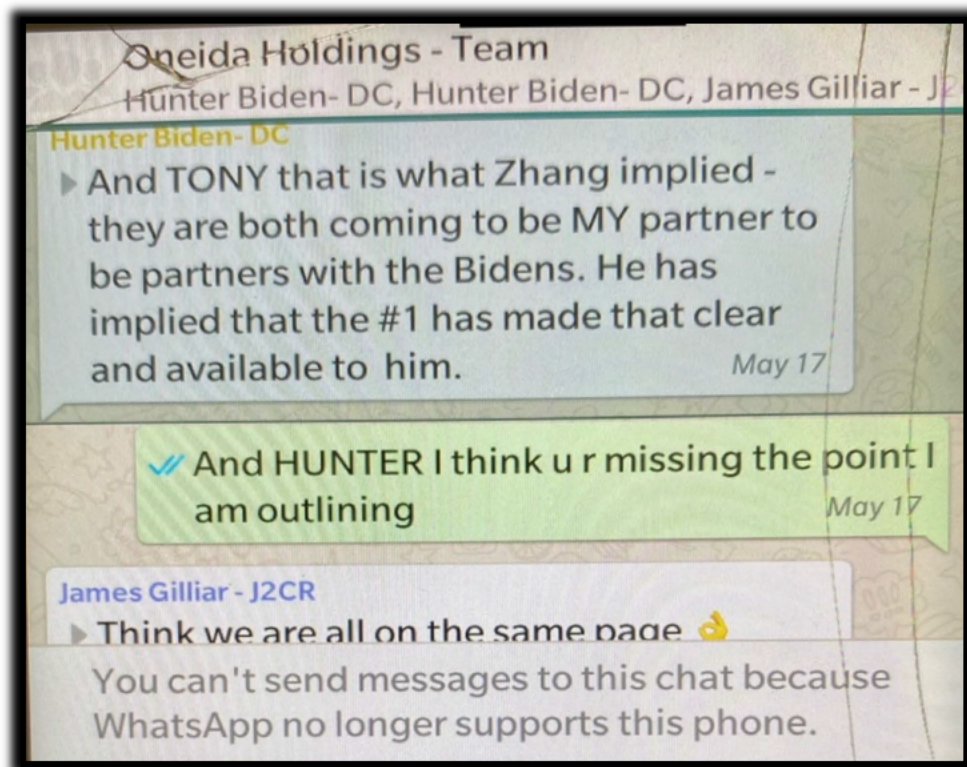 Oneida Holdings - Team
Hunter Biden- DC, Hunter Biden- DC, James Gilliar - J2
Hunter Biden- DC
And TONY that is what Zhang implied -
they are both coming to be MY partner to
be partners with the Bidens. He has
implied that the #1 has made that clear
and available to him.
May 17
And HUNTER I think u r missing the point I
am outlining
May 17
James Gilliar - J2CR
Think we are all on the same page 👌
You can't send messages to this chat because
WhatsApp no longer supports this phone.